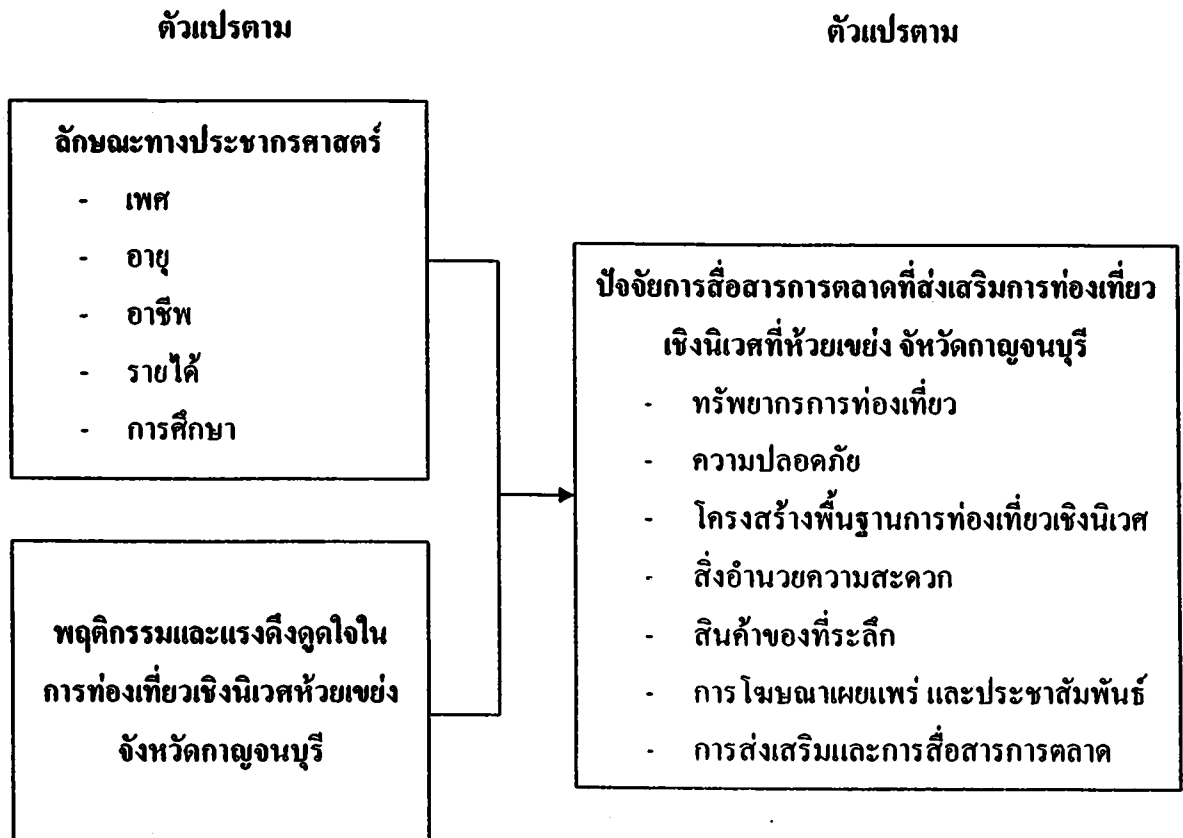 ตัวแปรตาม
ตัวแปรตาม
ลักษณะทางประชากรศาสตร์
- เพศ
- อายุ
- อาชีพ
- รายได้
- การศึกษา
พฤติกรรมและแรงดึงดูดใจใน
การท่องเที่ยวเชิงนิเวศห้วยเขย่ง
จังหวัดกาญจนบุรี
ปัจจัยการสื่อสารการตลาดที่ส่งเสริมการท่องเที่ยว
เชิงนิเวศที่ห้วยเขย่ง จังหวัดกาญจนบุรี
- ทรัพยากรการท่องเที่ยว
- ความปลอดภัย
- โครงสร้างพื้นฐานการท่องเที่ยวเชิงนิเวศ
- สิ่งอำนวยความสะดวก
- สินค้าของที่ระลึก
- การโฆษณาเผยแพร่ และประชาสัมพันธ์
- การส่งเสริมและการสื่อสารการตลาด